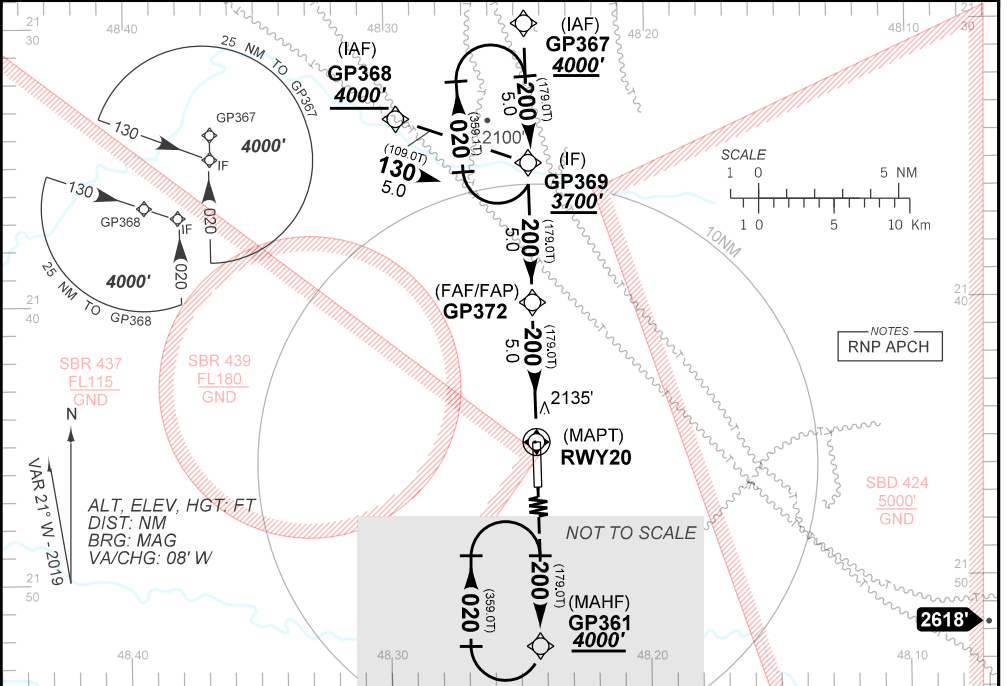 21
30
48.40
48.30
48.20
48.10
25 NM TO GP367
130
GP367
IF
4000'
020
130
GP368
IF
4000'
020
25 NM TO GP368
(IAF)
GP368
4000'
(IAF)
GP367
4000'
200
(179.0T)
5.0
(359.1T)
020
2100'
(109.0T)
130
5.0
(IF)
GP369
3700'
200
(179.0T)
5.0
(FAF/FAP)
GP372
200
(179.0T)
5.0
2135'
(MAPT)
RWY20
10NM
SCALE
1 0 5 NM
1 0 5 10 Km
21
30
21
40
21
40
NOTES
RNP APCH
SBR 437
FL115
GND
SBR 439
FL180
GND
SBD 424
5000'
GND
N
VAR 21° W - 2019
ALT, ELEV, HGT: FT
DIST: NM
BRG: MAG
VA/CHG: 08' W
NOT TO SCALE
020
(359.0T)
200
(179.0T)
(MAHF)
GP361
4000'
2618'
21
50
21
50
48.40
48.30
48.20
48.10